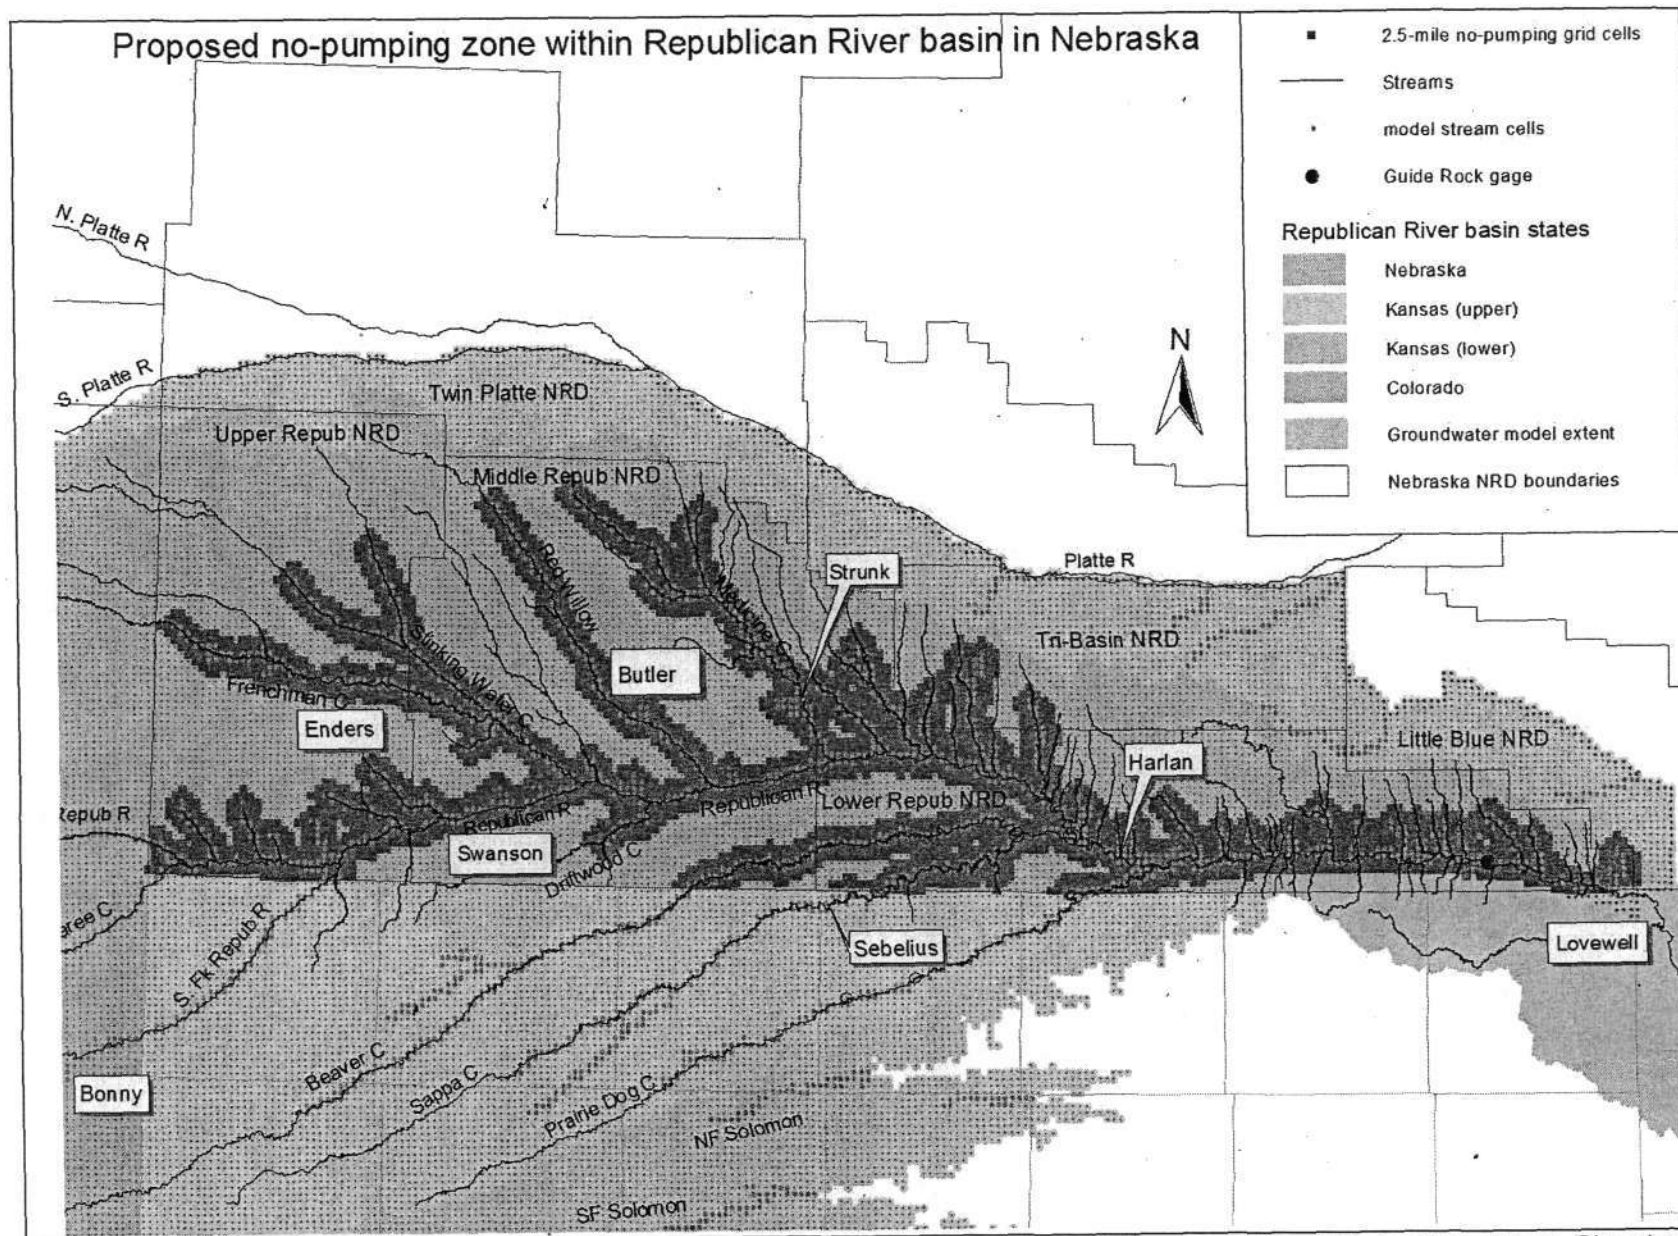 Proposed no-pumping zone within Republican River basin in Nebraska
2.5-mile no-pumping grid cells
Streams
model stream cells
Guide Rock gage
Republican River basin states
Nebraska
Kansas (upper)
Kansas (lower)
Colorado
Groundwater model extent
Nebraska NRD boundaries
N
N. Platte R
S. Platte R
Twin Platte NRD
Upper Repub NRD
Middle Repub NRD
Platte R
Strunk
Red Willow
Medicine C
Tri-Basin NRD
Stinking Water C
Butler
Frenchman C
Enders
Little Blue NRD
Harlan
Republican R
Lower Repub NRD
Repub R
Republican R
Swanson
Driftwood C
ree C
S. Fk Repub R
Sebelius
Lovewell
Beaver C
Bonny
Sappa C
Prairie Dog C
NF Solomon
SF Solomon